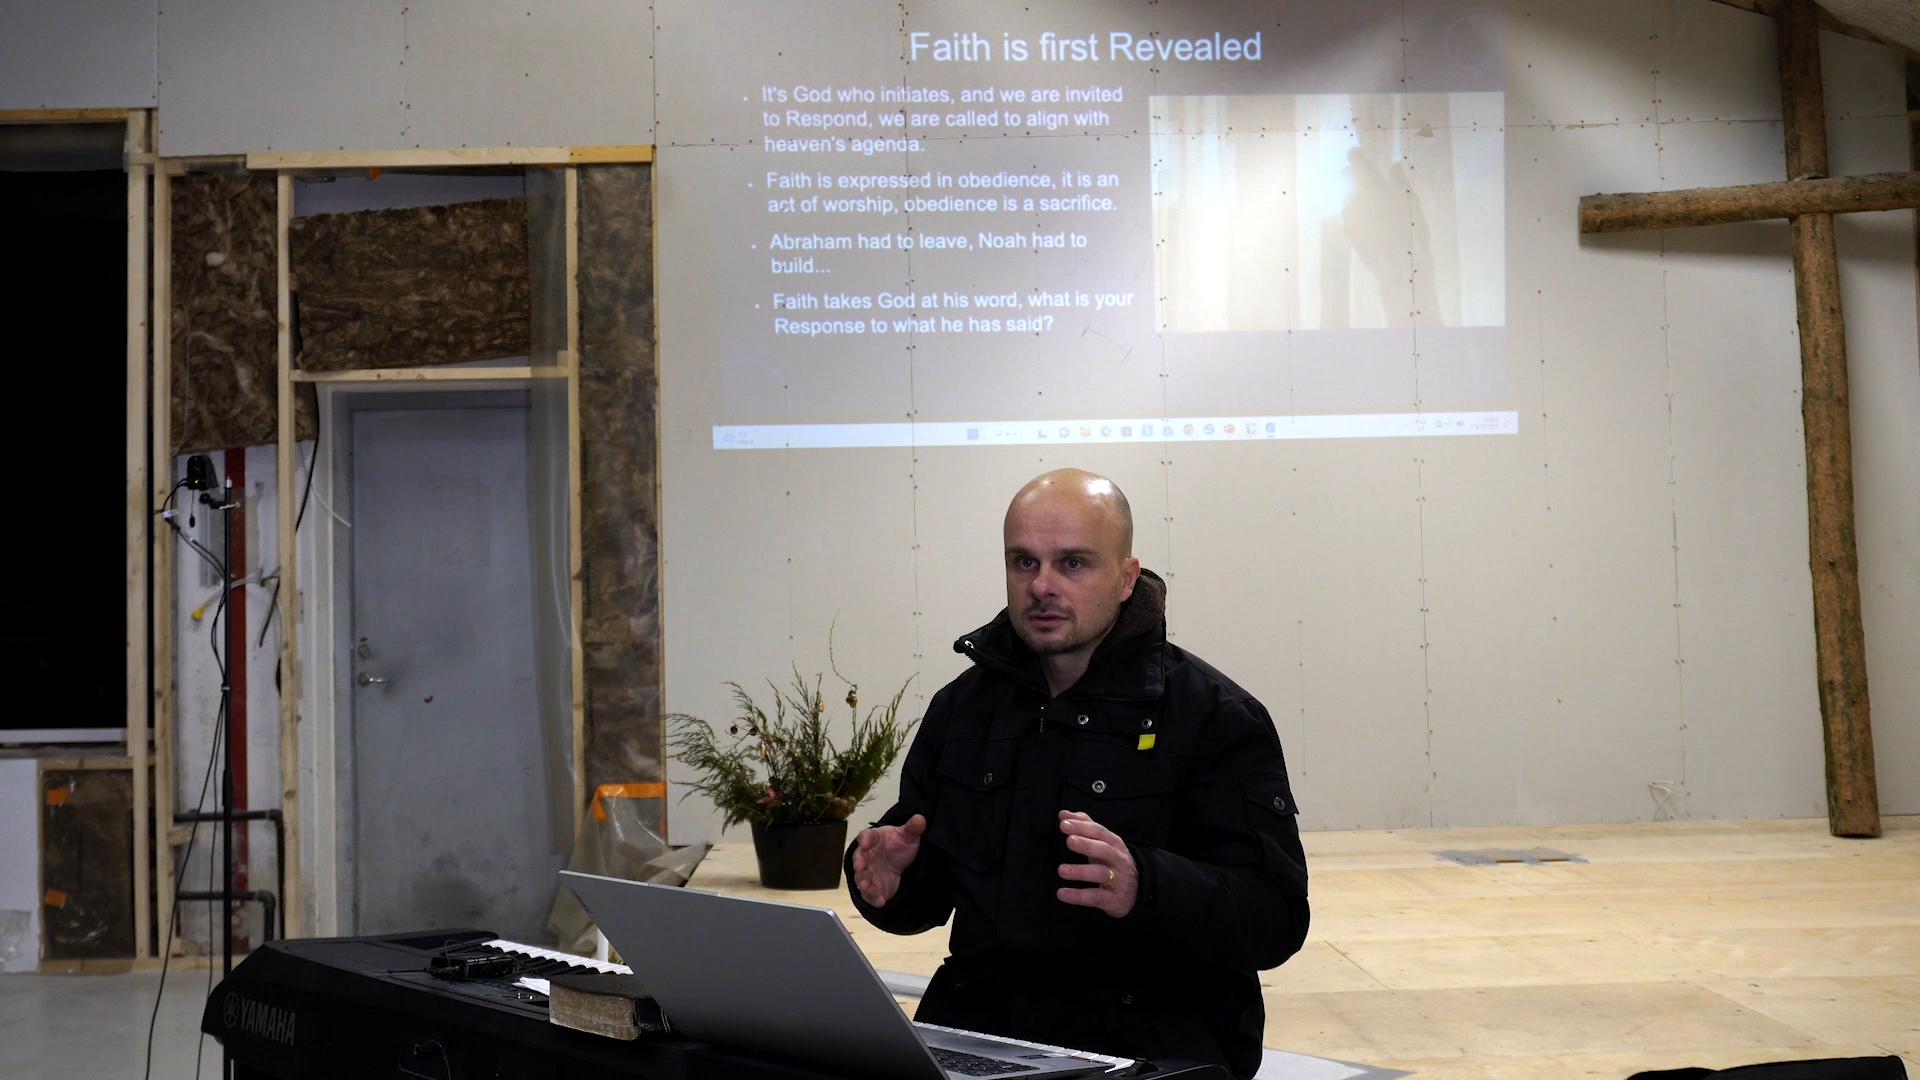 Faith is first Revealed
It's God who initiates, and we are invited
to Respond, we are called to align with
heaven's agenda.
Faith is expressed in obedience, it is an
act of worship, obedience is a sacrifice.
Abraham had to leave, Noah had to
build...
Faith takes God at his word, what is your
Response to what he has said?
YAMAHA